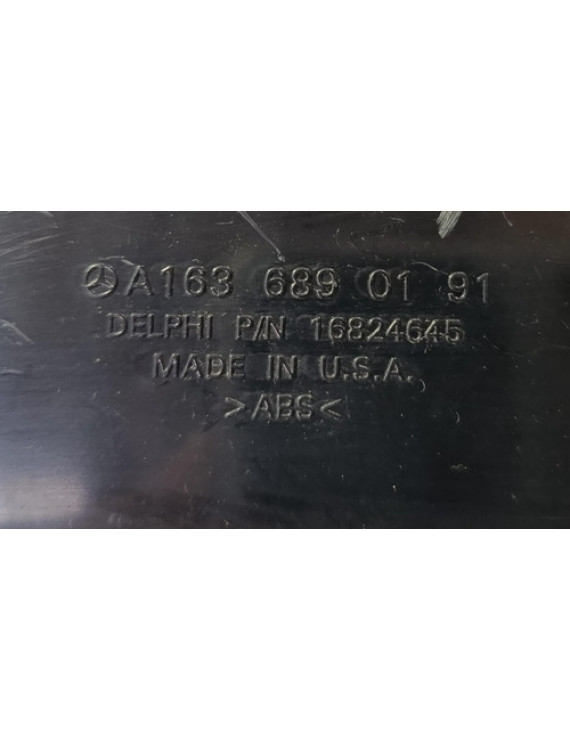 A163 689 01 91
DELPHI P/N 16824645
MADE IN U.S.A.
>ABS<